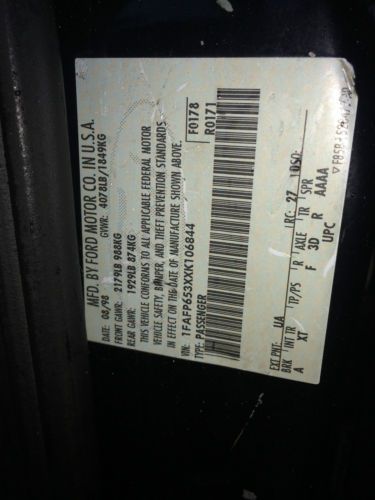 MFD. BY FORD MOTOR CO. IN U.S.A.
DATE: 08/98 GVWR: 4078LB/1849KG
FRONT GAWR: 2179LB 988KG
REAR GAWR: 1929LB 874KG
THIS VEHICLE CONFORMS TO ALL APPLICABLE FEDERAL MOTOR
VEHICLE SAFETY, BUMPER, AND THEFT PREVENTION STANDARDS
IN EFFECT ON THE DATE OF MANUFACTURE SHOWN ABOVE.
VIN: 1FAFP653XXK106844 F0178
TYPE: PASSENGER R0171
EXT PNT: UA RC: 27 DSO:
BRK INT TR TP/PS R AXLE TR SPR
A XT F 3D R AAAA
UPC